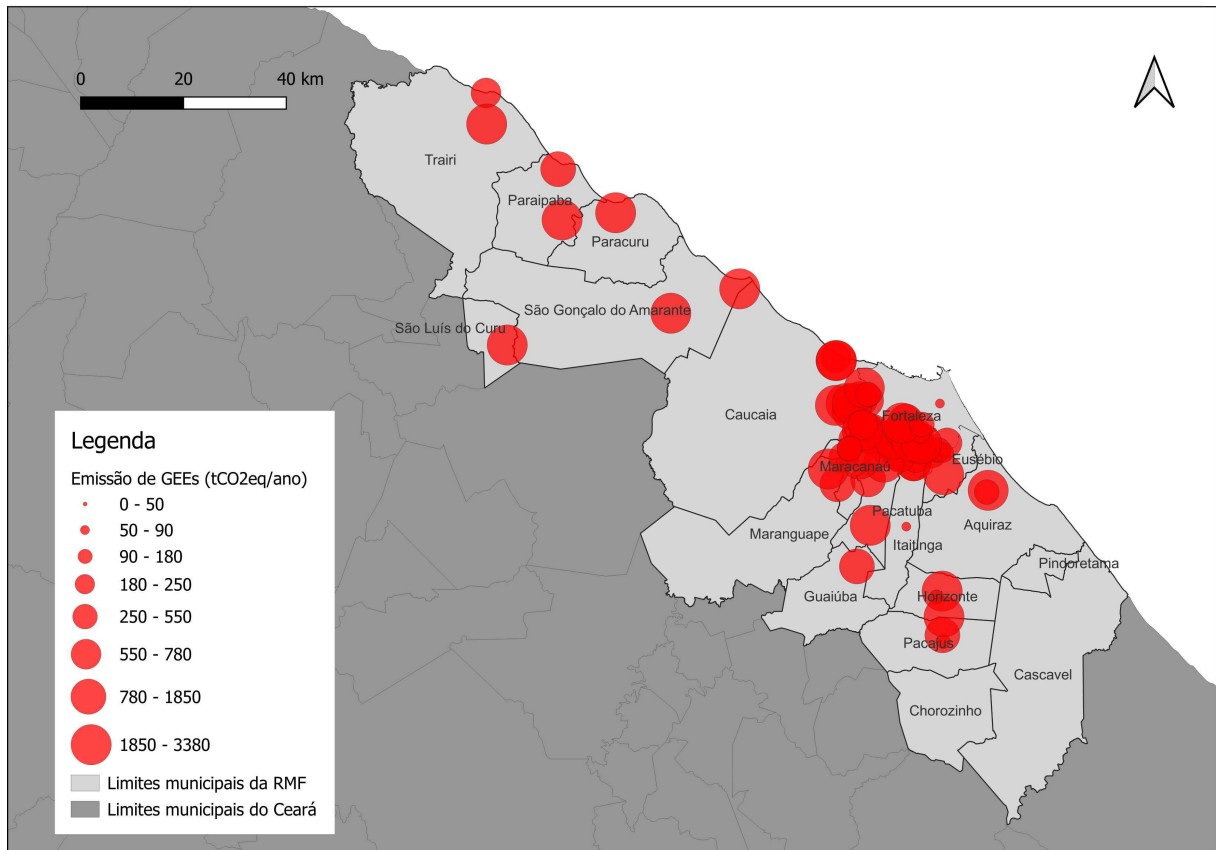 0 20 40 km
Trairi
Paraipaba
Paracuru
São Gonçalo do Amarante
São Luís do Curu
Caucaia
Fortaleza
Eusébio
Maracanaú
Pacatuba
Aquiraz
Maranguape
Itaitinga
Pindoretama
Guaiúba
Horizonte
Pacajus
Cascavel
Chorozinho
Legenda
Emissão de GEEs (tCO2eq/ano)
0 - 50
50 - 90
90 - 180
180 - 250
250 - 550
550 - 780
780 - 1850
1850 - 3380
Limites municipais da RMF
Limites municipais do Ceará